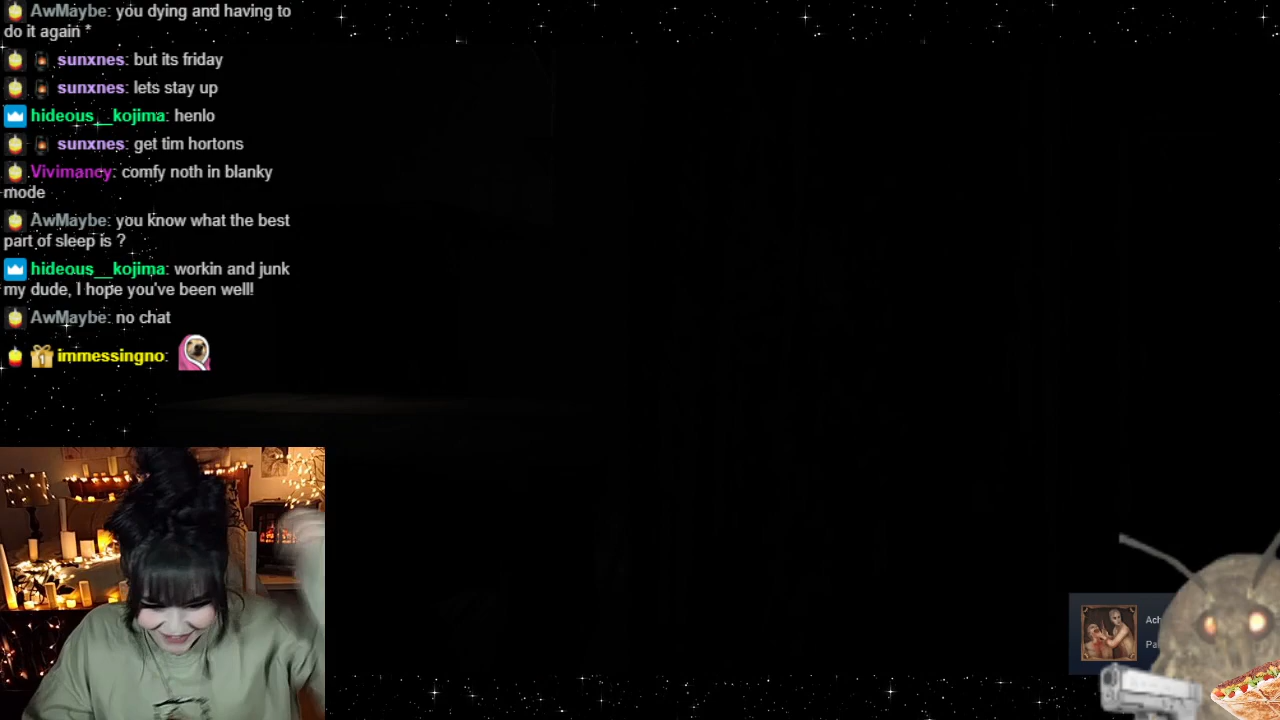 AwMaybe: you dying and having to
do it again *
sunxnes: but its friday
sunxnes: lets stay up
hideous__kojima: henlo
sunxnes: get tim hortons
Vivimancy: comfy noth in blanky
mode
AwMaybe: you know what the best
part of sleep is ?
hideous__kojima: workin and junk
my dude, I hope you've been well!
AwMaybe: no chat
1 immessingno:
Ach